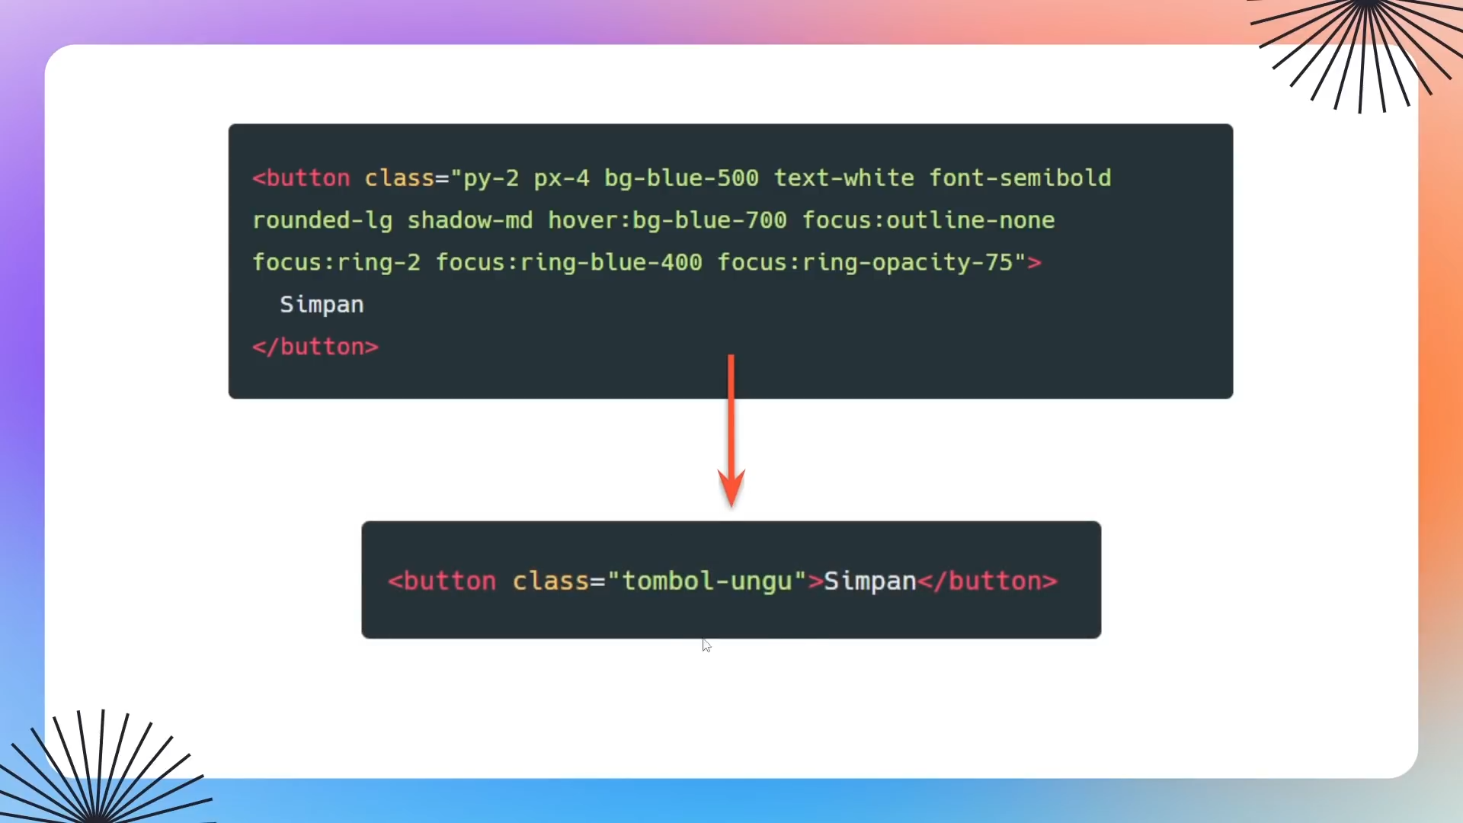 <button class="py-2 px-4 bg-blue-500 text-white font-semibold
rounded-lg shadow-md hover:bg-blue-700 focus:outline-none
focus:ring-2 focus:ring-blue-400 focus:ring-opacity-75">
Simpan
</button>
<button class="tombol-ungu">Simpan</button>